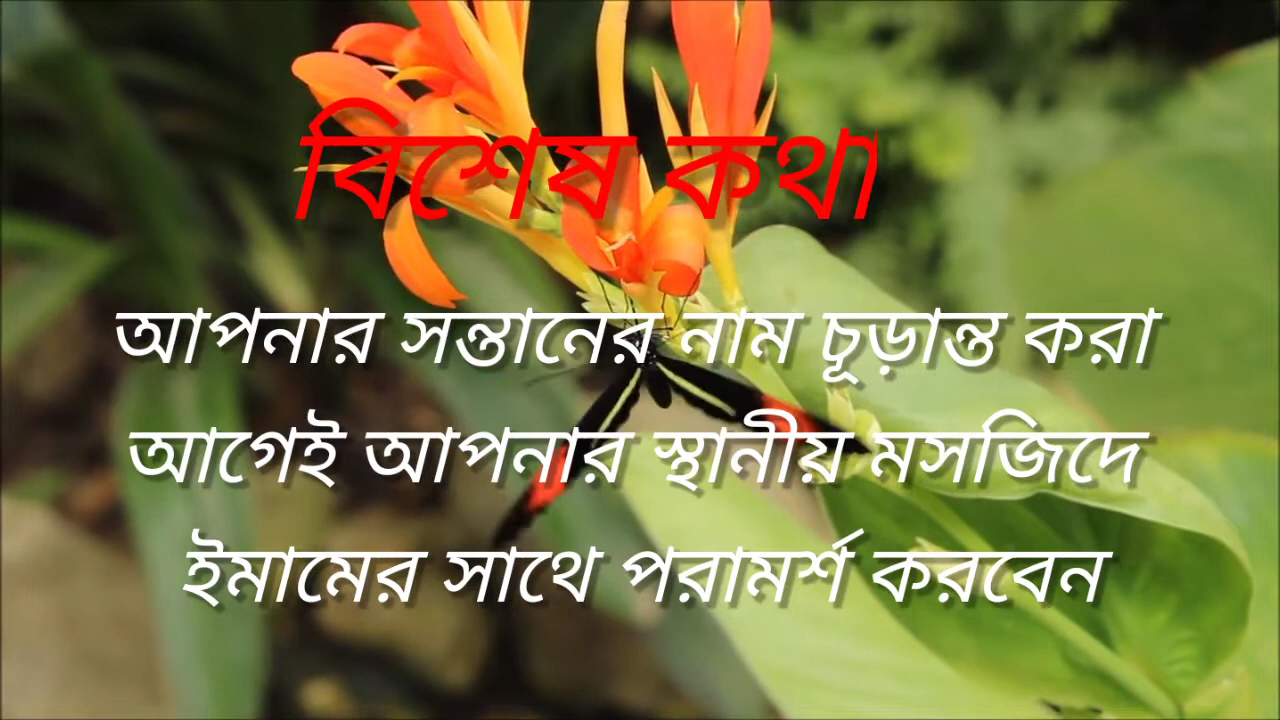 বিশেষ কথা
আপনার সন্তানের নাম চূড়ান্ত করা
আগেই আপনার স্থানীয় মসজিদে
ইমামের সাথে পরামর্শ করবেন